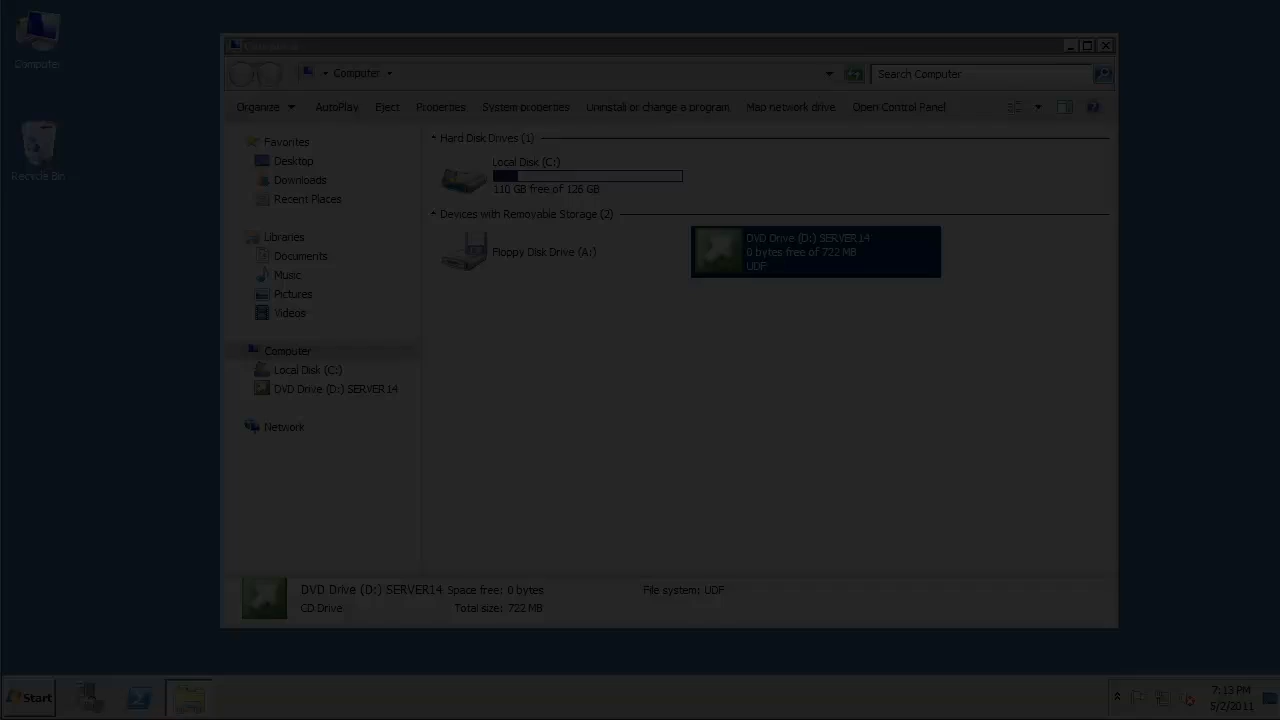 Computer
Recycle Bin
Computer
Search Computer
Organize AutoPlay Eject Properties System properties Uninstall or change a program Map network drive Open Control Panel
Favorites
Desktop
Downloads
Recent Places
Libraries
Documents
Music
Pictures
Videos
Computer
Local Disk (C:)
DVD Drive (D:) SERVER14
Network
Hard Disk Drives (1)
Local Disk (C:)
110 GB free of 126 GB
Devices with Removable Storage (2)
Floppy Disk Drive (A:)
DVD Drive (D:) SERVER14
0 bytes free of 722 MB
UDF
DVD Drive (D:) SERVER14 Space free: 0 bytes File system: UDF
CD Drive Total size: 722 MB
Start
7:13 PM
5/2/2011